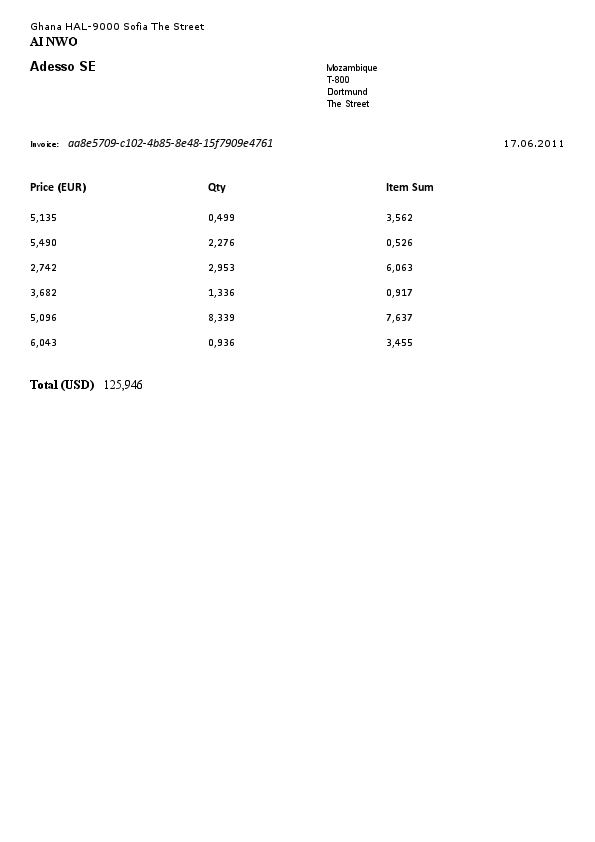 Ghana HAL-9000 Sofia The Street
AI NWO
Adesso SE
Mozambique
T-800
Dortmund
The Street
Invoice: aa8e5709-c102-4b85-8e48-15f7909e4761 17.06.2011
Price (EUR) Qty Item Sum
5,135 0,499 3,562
5,490 2,276 0,526
2,742 2,953 6,063
3,682 1,336 0,917
5,096 8,339 7,637
6,043 0,936 3,455
Total (USD) 125,946